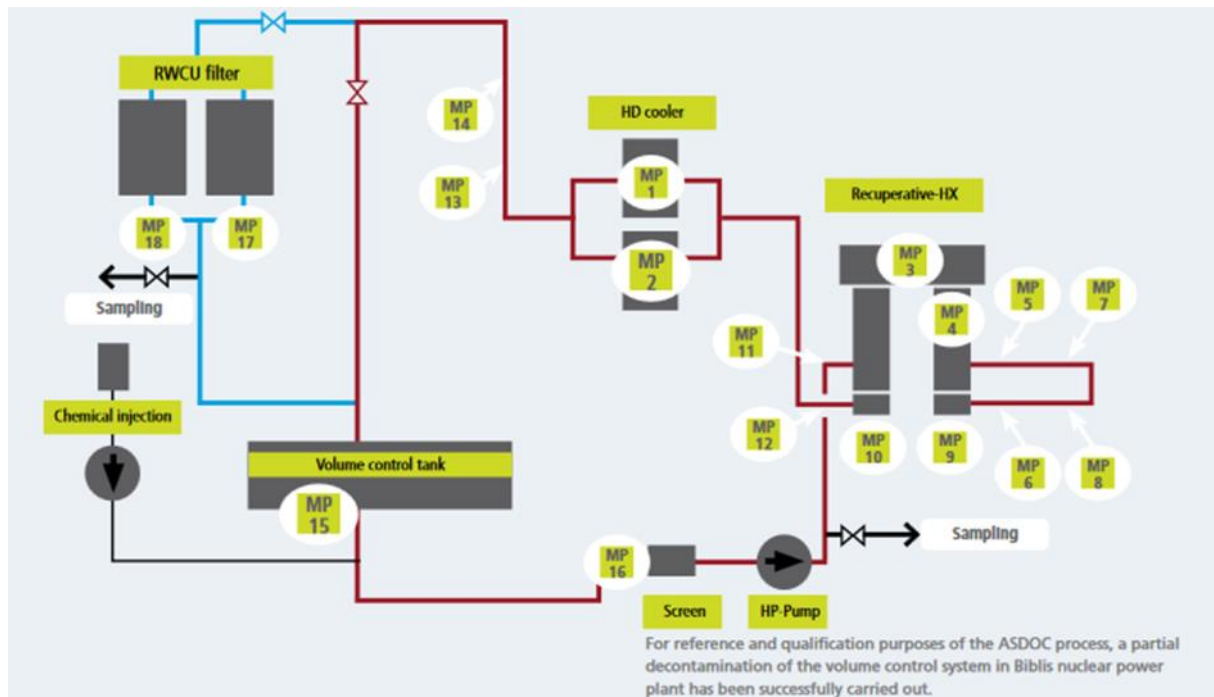 RWCU filter
MP
14
HD cooler
MP
1
MP
13
Recuperative-HX
MP
18
MP
17
MP
2
MP
3
MP
5
MP
7
Sampling
MP
4
MP
11
Chemical injection
MP
12
MP
10
MP
9
MP
6
MP
8
Volume control tank
MP
15
Sampling
MP
16
Screen
HP-Pump
For reference and qualification purposes of the ASDOC process, a partial
decontamination of the volume control system in Biblis nuclear power
plant has been successfully carried out.